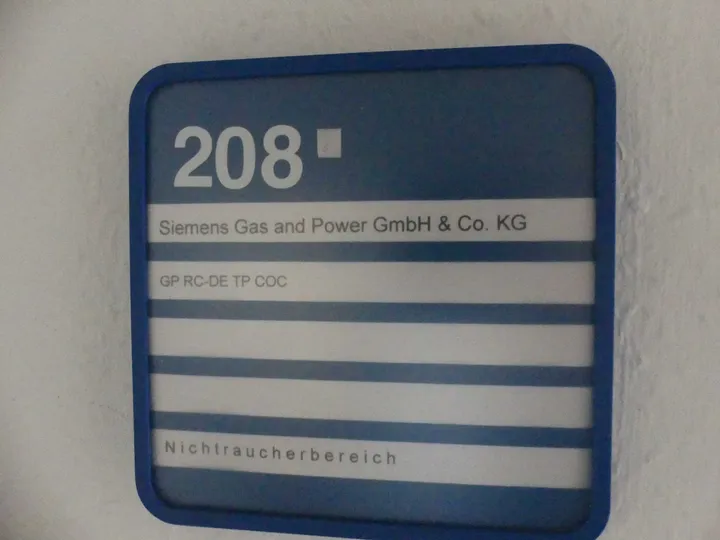 208
Siemens Gas and Power GmbH & Co. KG
GP RC-DE TP COC
Nichtraucherbereich